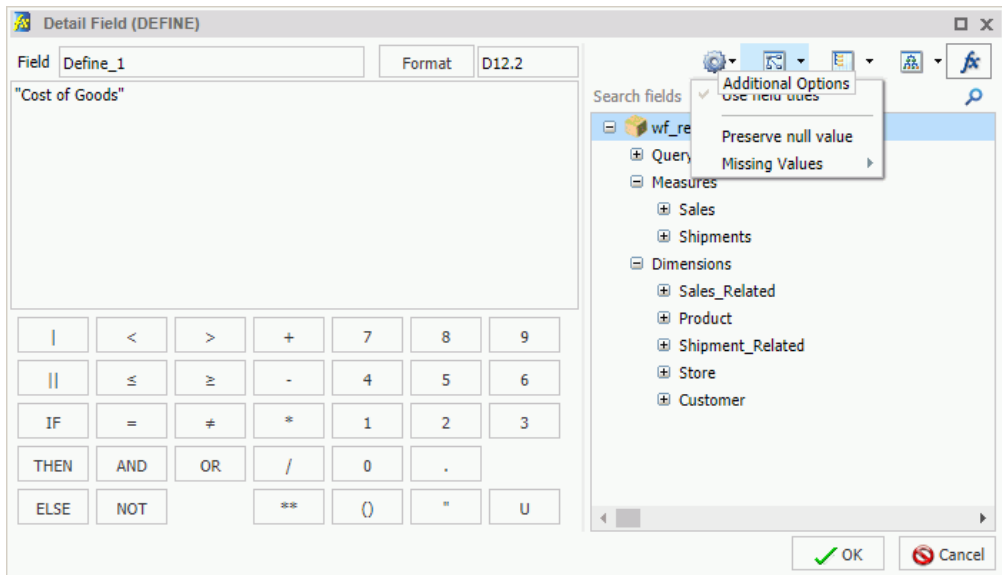 Detail Field (DEFINE)
Field Define_1 Format D12.2
"Cost of Goods"
Additional Options
Search fields Use field titles
wf_re
Preserve null value
Query
Missing Values
Measures
Sales
Shipments
Dimensions
Sales_Related
Product
Shipment_Related
Store
Customer
| < > + 7 8 9
|| ≤ ≥ - 4 5 6
IF = ≠ * 1 2 3
THEN AND OR / 0 .
ELSE NOT ** () " U
OK Cancel